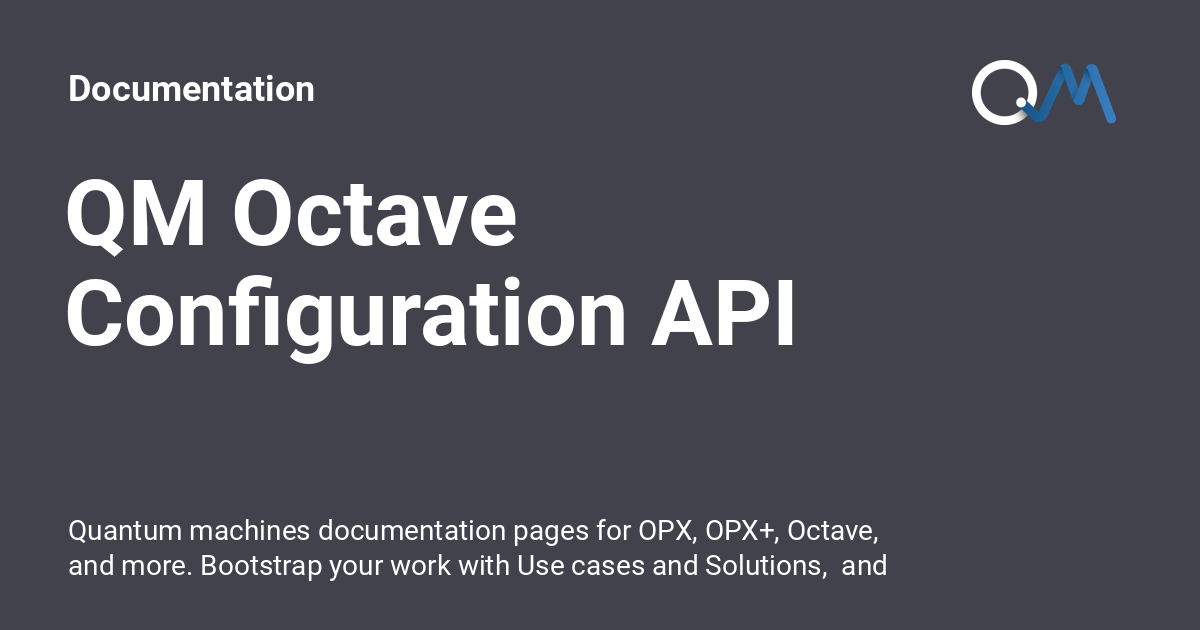 Documentation
QM
QM Octave
Configuration API
Quantum machines documentation pages for OPX, OPX+, Octave,
and more. Bootstrap your work with Use cases and Solutions,  and